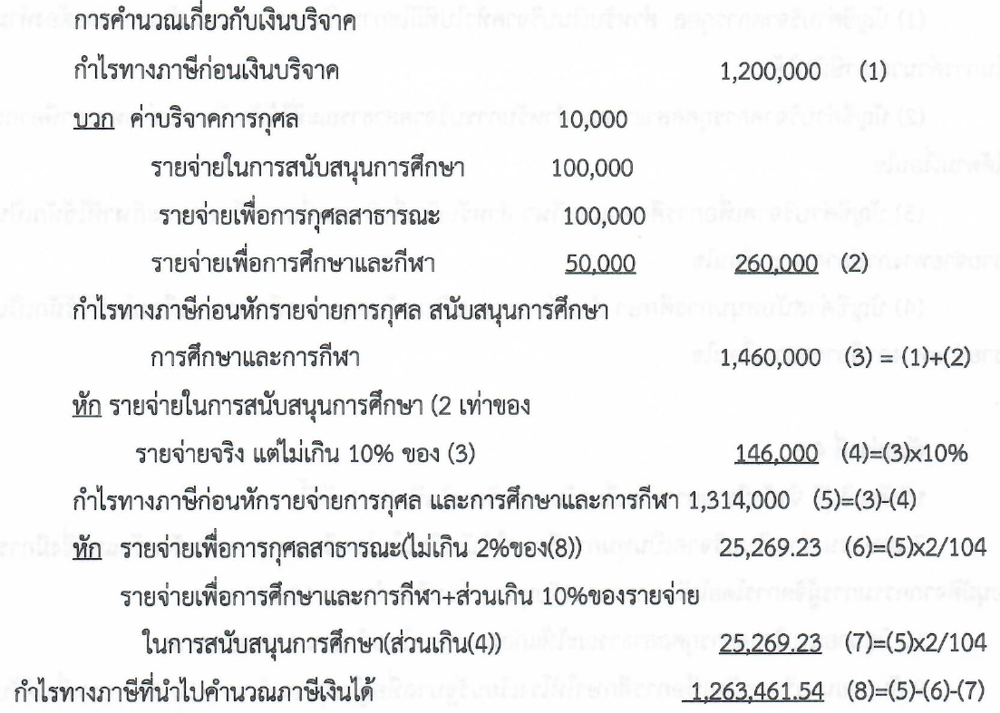 การคำนวณเกี่ยวกับเงินบริจาค
กำไรทางภาษีก่อนเงินบริจาค 1,200,000 (1)
บวก ค่าบริจาคการกุศล 10,000
รายจ่ายในการสนับสนุนการศึกษา 100,000
รายจ่ายเพื่อการกุศลสาธารณะ 100,000
รายจ่ายเพื่อการศึกษาและกีฬา 50,000 260,000 (2)
กำไรทางภาษีก่อนหักรายจ่ายการกุศล สนับสนุนการศึกษา
การศึกษาและการกีฬา 1,460,000 (3) = (1)+(2)
หัก รายจ่ายในการสนับสนุนการศึกษา (2 เท่าของ
รายจ่ายจริง แต่ไม่เกิน 10% ของ (3) 146,000 (4)=(3)x10%
กำไรทางภาษีก่อนหักรายจ่ายการกุศล และการศึกษาและการกีฬา 1,314,000 (5)=(3)-(4)
หัก รายจ่ายเพื่อการกุศลสาธารณะ(ไม่เกิน 2%ของ(8)) 25,269.23 (6)=(5)x2/104
รายจ่ายเพื่อการศึกษาและการกีฬา+ส่วนเกิน 10%ของรายจ่าย
ในการสนับสนุนการศึกษา(ส่วนเกิน(4)) 25,269.23 (7)=(5)x2/104
กำไรทางภาษีที่นำไปคำนวณภาษีเงินได้ 1,263,461.54 (8)=(5)-(6)-(7)